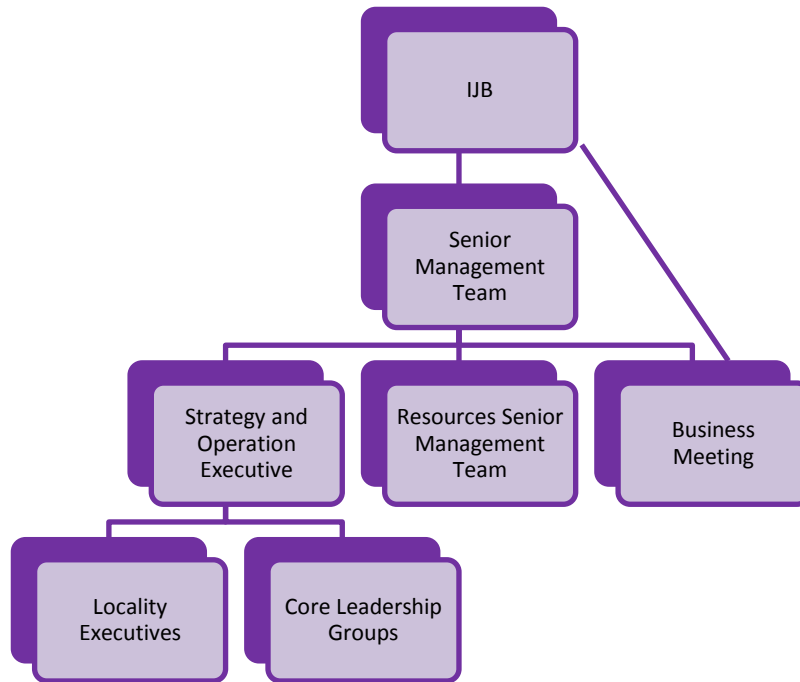 IJB
Senior
Management
Team
Strategy and
Operation
Executive
Resources Senior
Management
Team
Business
Meeting
Locality
Executives
Core Leadership
Groups